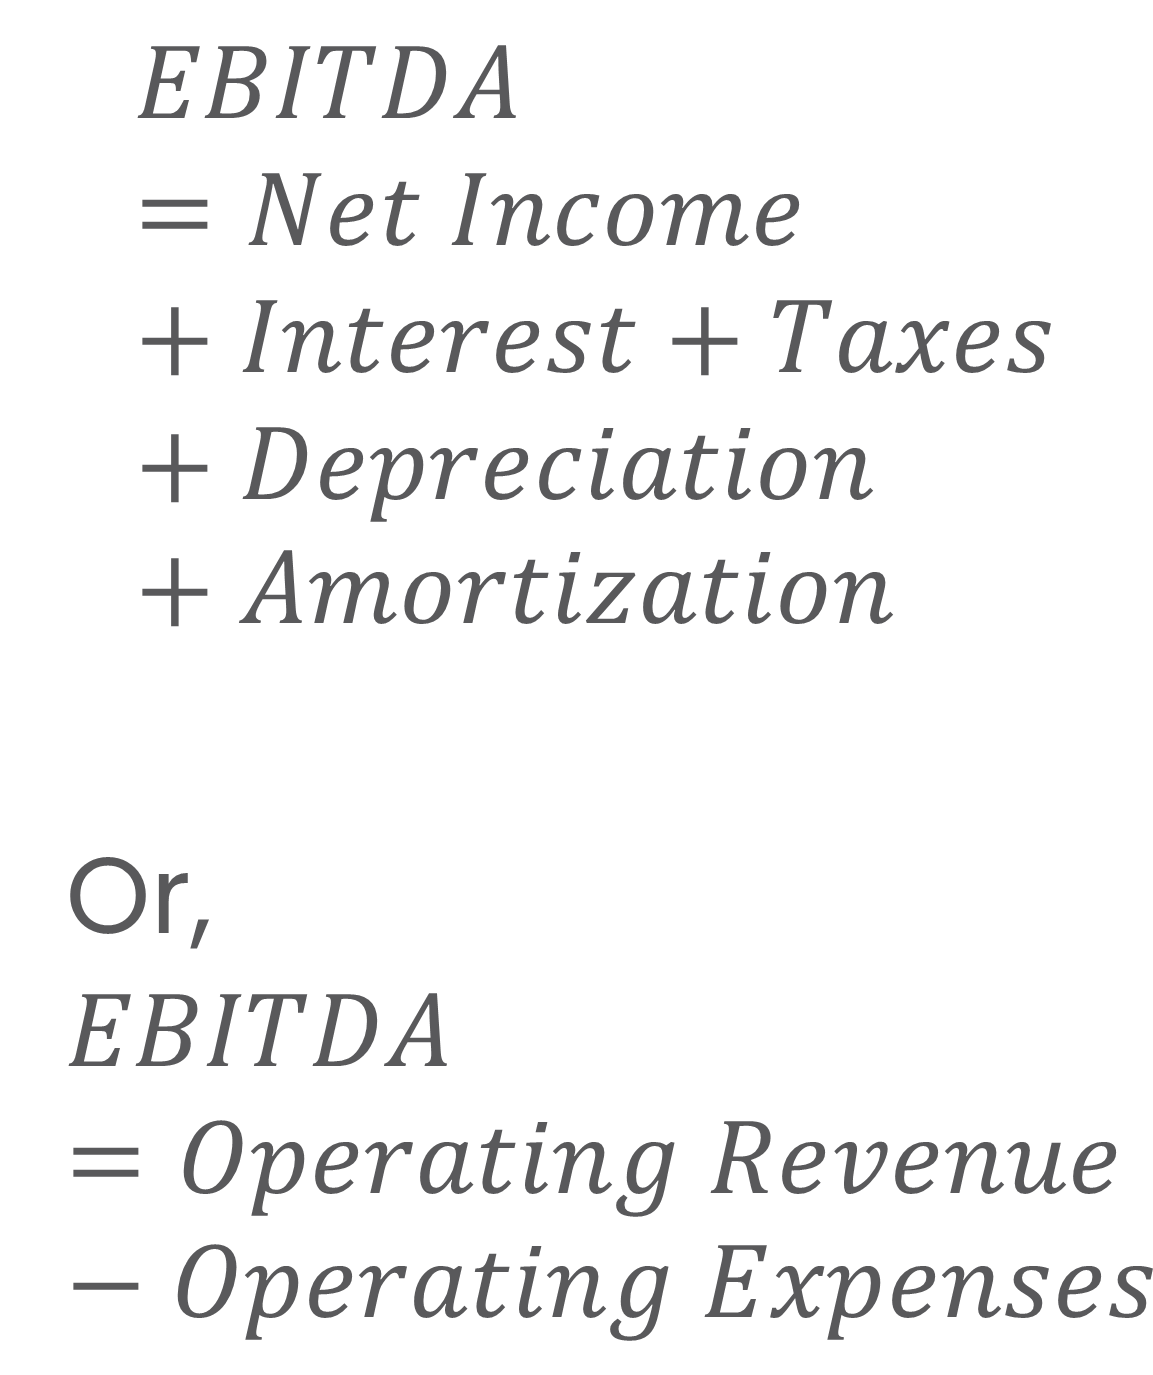 EBITDA
= Net Income
+ Interest + Taxes
+ Depreciation
+ Amortization
Or,
EBITDA
= Operating Revenue
− Operating Expenses